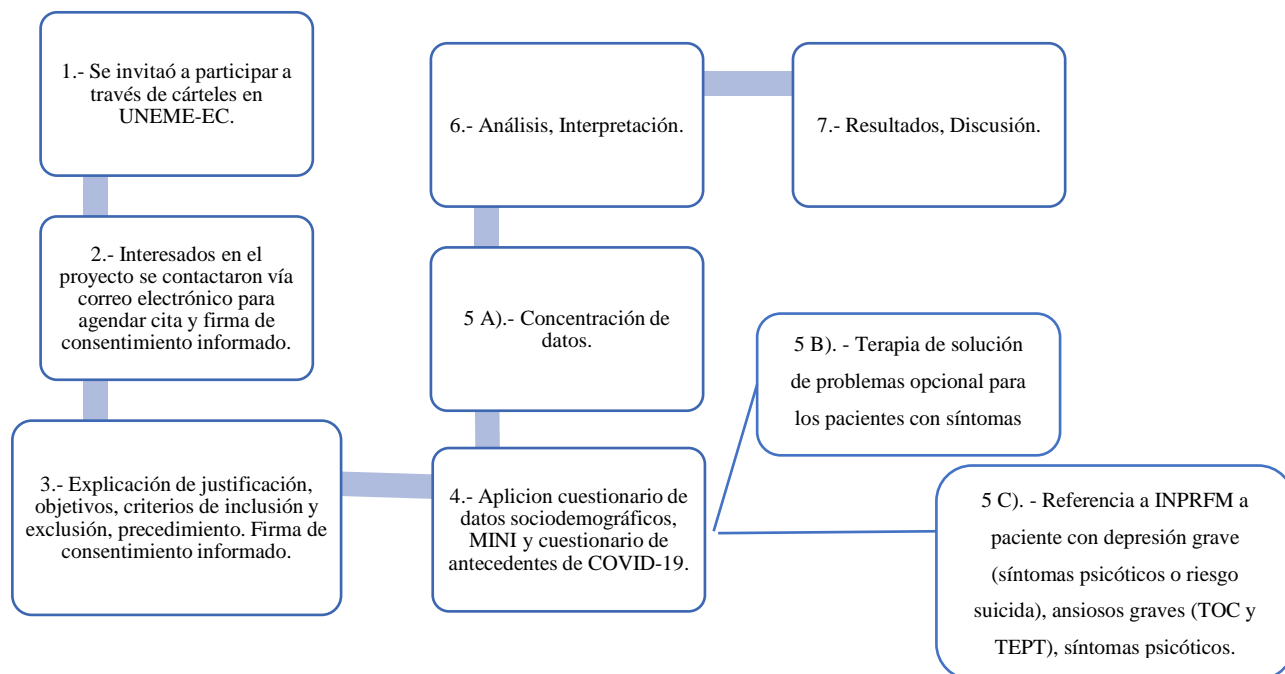 1.- Se invitaó a participar a
través de cárteles en
UNEME-EC.
2.- Interesados en el
proyecto se contactaron vía
correo electrónico para
agendar cita y firma de
consentimiento informado.
3.- Explicación de justificación,
objetivos, criterios de inclusión y
exclusión, precedimiento. Firma de
consentimiento informado.
4.- Aplicion cuestionario de
datos sociodemográficos,
MINI y cuestionario de
antecedentes de COVID-19.
5 A).- Concentración de
datos.
5 B). - Terapia de solución
de problemas opcional para
los pacientes con síntomas
5 C). - Referencia a INPRFM a
paciente con depresión grave
(síntomas psicóticos o riesgo
suicida), ansiosos graves (TOC y
TEPT), síntomas psicóticos.
6.- Análisis, Interpretación.
7.- Resultados, Discusión.